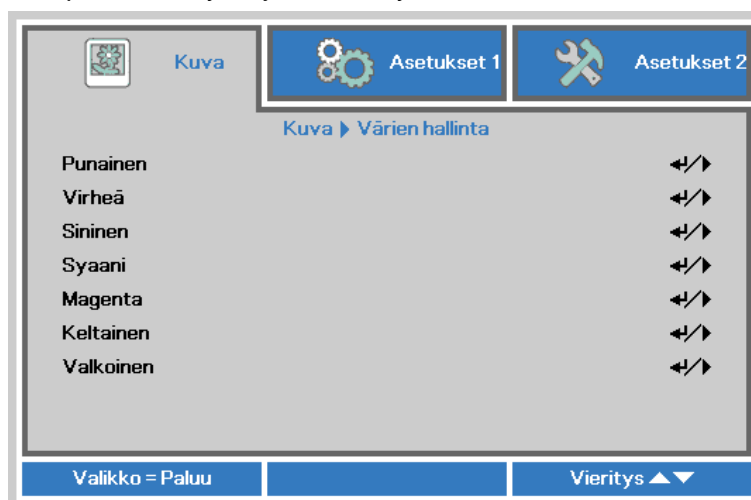 Kuva
Asetukset 1
Asetukset 2
Kuva ▶ Värien hallinta
Punainen ↵/▶
Virheä ↵/▶
Sininen ↵/▶
Syaani ↵/▶
Magenta ↵/▶
Keltainen ↵/▶
Valkoinen ↵/▶
Valikko = Paluu
Vieritys ▲▼